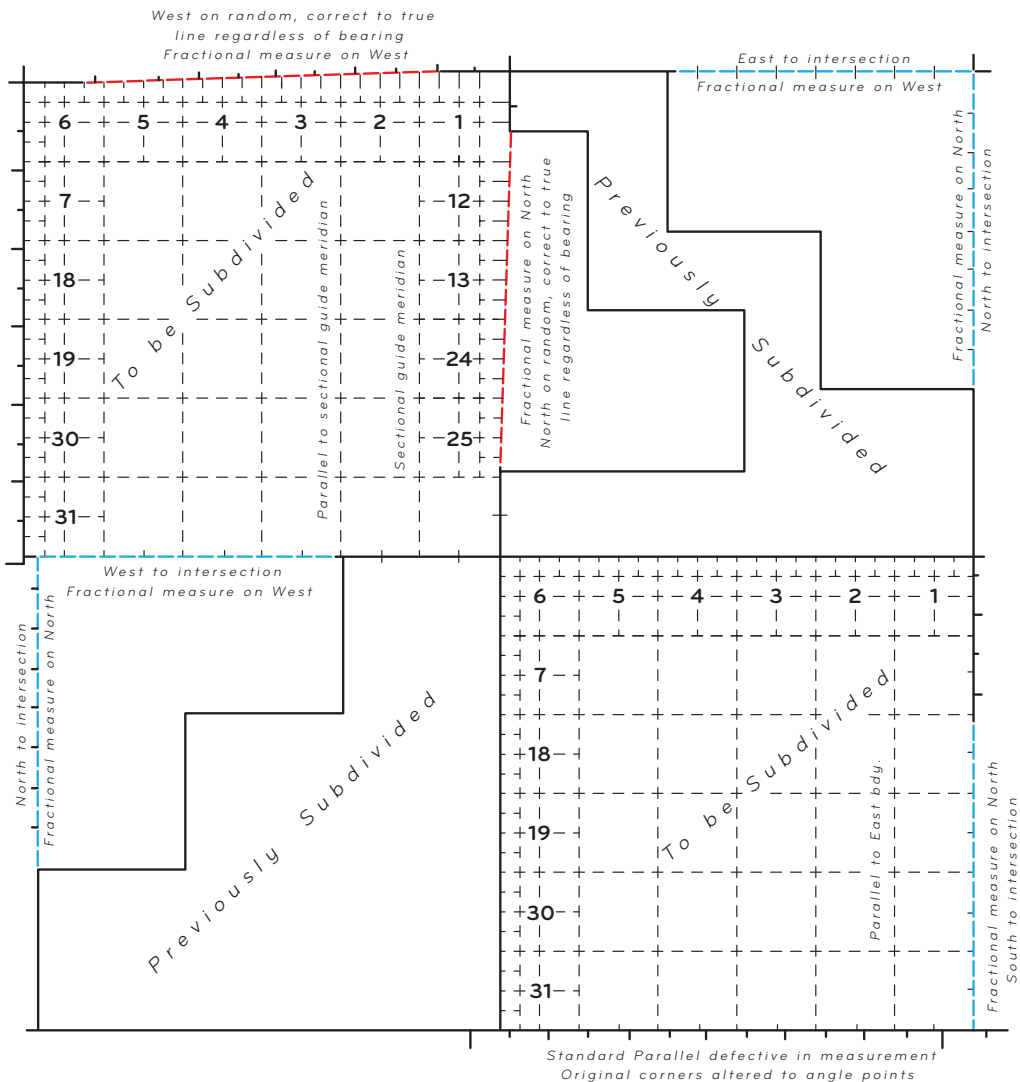 West on random, correct to true
line regardless of bearing
Fractional measure on West
East to intersection
Fractional measure on West
6 5 4 3 2 1
7
18
19
30
31
12
13
24
25
To be Subdivided
Parallel to sectional guide meridian
Sectional guide meridian
Fractional measure on North
North on random, correct to true
line regardless of bearing
Previously
Subdivided
Fractional measure on North
North to intersection
West to intersection
Fractional measure on West
North to intersection
Fractional measure on North
Previously Subdivided
6 5 4 3 2 1
7
18
19
30
31
To be Subdivided
Parallel to East bdy.
Fractional measure on North
South to intersection
Standard Parallel defective in measurement
Original corners altered to angle points